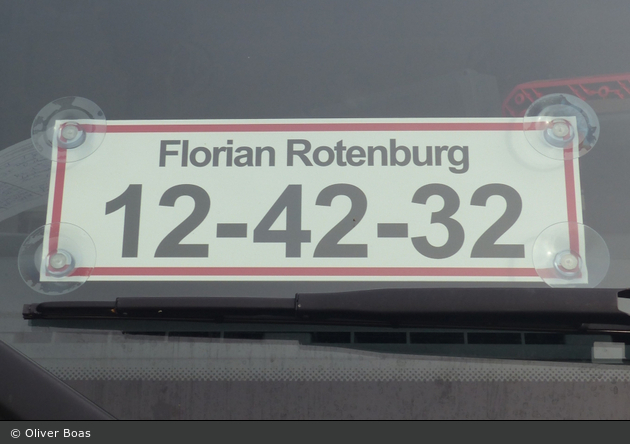 Florian Rotenburg
12-42-32
© Oliver Boas